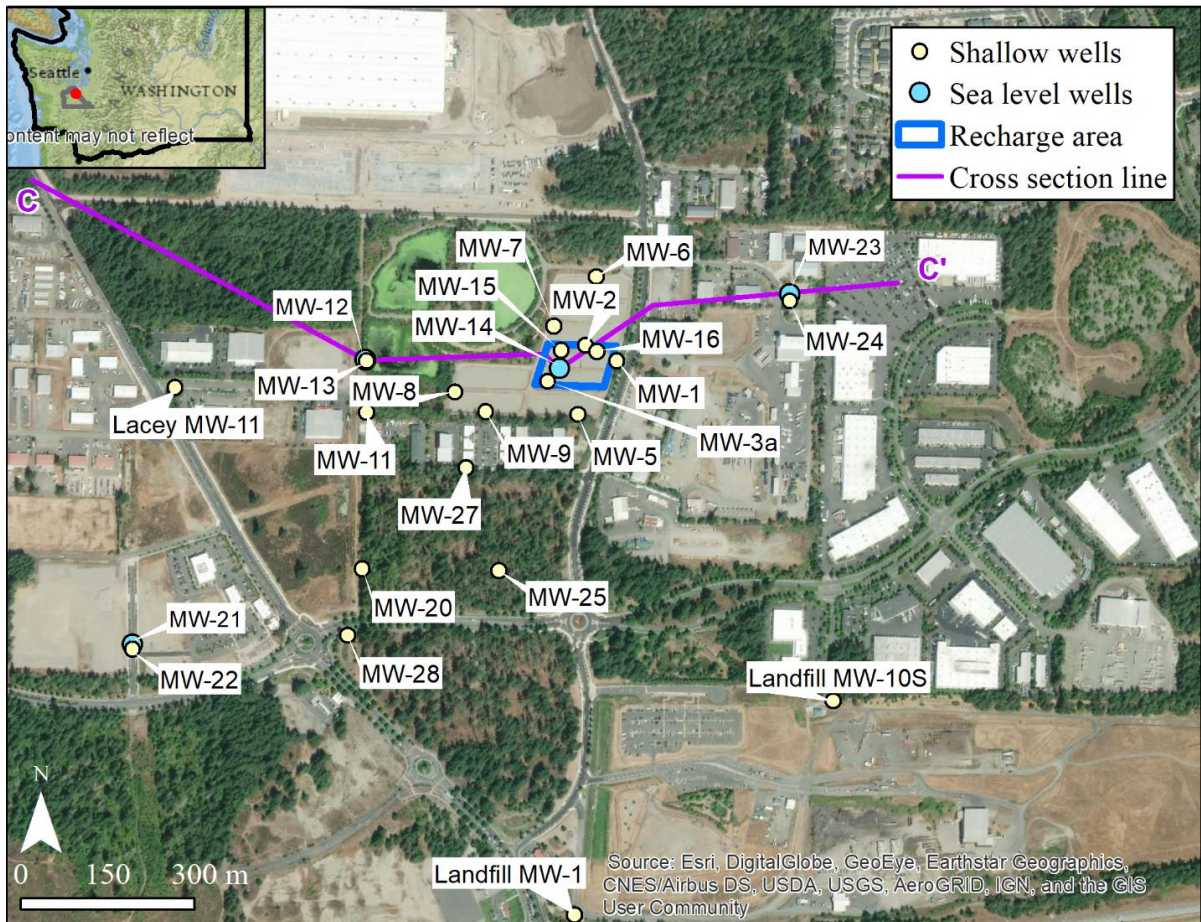 Seattle
WASHINGTON
ontent may not reflect
Shallow wells
Sea level wells
Recharge area
Cross section line
C
C'
MW-7
MW-6
MW-23
MW-15
MW-2
MW-12
MW-14
MW-16
MW-24
MW-13
MW-8
MW-1
Lacey MW-11
MW-11
MW-9
MW-5
MW-3a
MW-27
MW-20
MW-25
MW-21
MW-22
MW-28
Landfill MW-10S
N
0 150 300 m
Landfill MW-1
Source: Esri, DigitalGlobe, GeoEye, Earthstar Geographics,
CNES/Airbus DS, USDA, USGS, AeroGRID, IGN, and the GIS
User Community